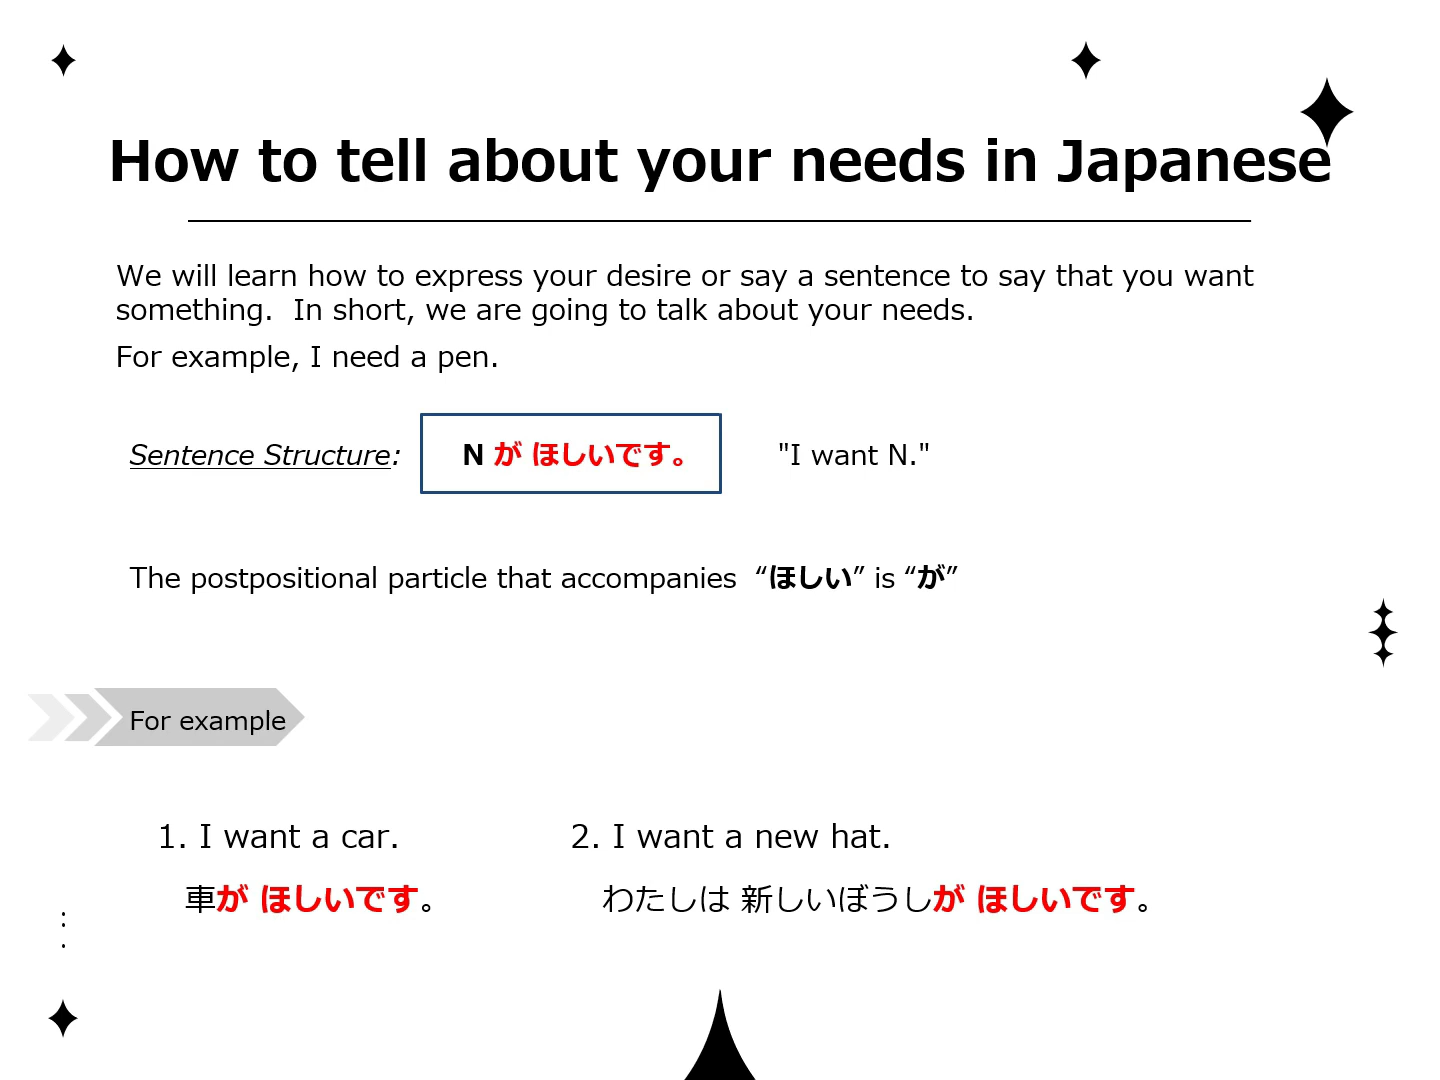 How to tell about your needs in Japanese
We will learn how to express your desire or say a sentence to say that you want
something.  In short, we are going to talk about your needs.
For example, I need a pen.
Sentence Structure: N が ほしいです。 "I want N."
The postpositional particle that accompanies “ほしい” is “が”
For example
1. I want a car. 2. I want a new hat.
車が ほしいです。 わたしは 新しいぼうしが ほしいです。